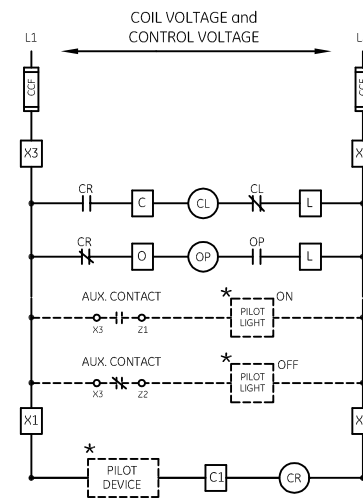 COIL VOLTAGE and
CONTROL VOLTAGE
L1
L
CCF
CCF
X3
X
CR
C
CL
CL
L
CR
O
OP
OP
L
AUX. CONTACT
* ON
X3
Z1
PILOT
LIGHT
AUX. CONTACT
* OFF
X3
Z2
PILOT
LIGHT
X1
X
*
PILOT
DEVICE
C1
CR